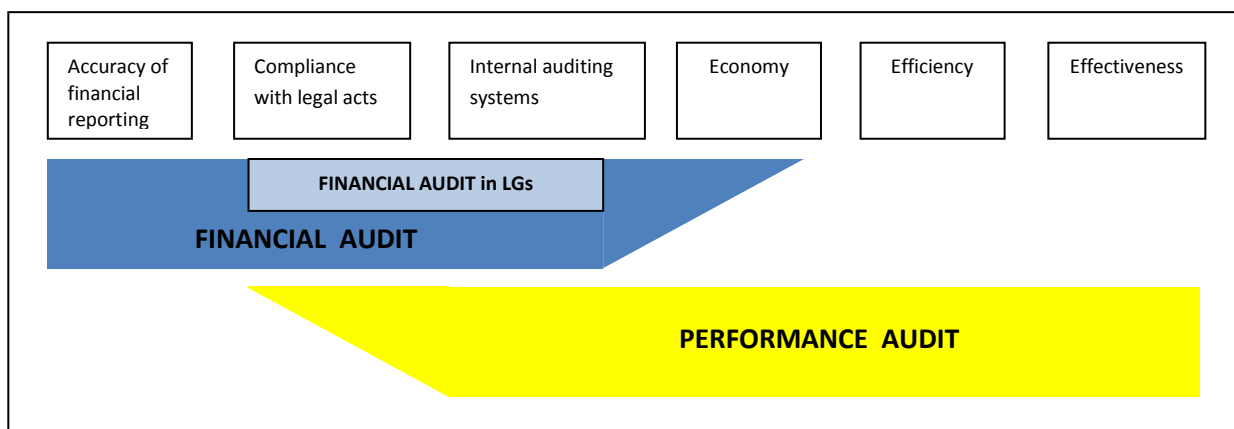 Accuracy of
financial
reporting
Compliance
with legal acts
Internal auditing
systems
Economy
Efficiency
Effectiveness
FINANCIAL AUDIT in LGs
FINANCIAL AUDIT
PERFORMANCE AUDIT